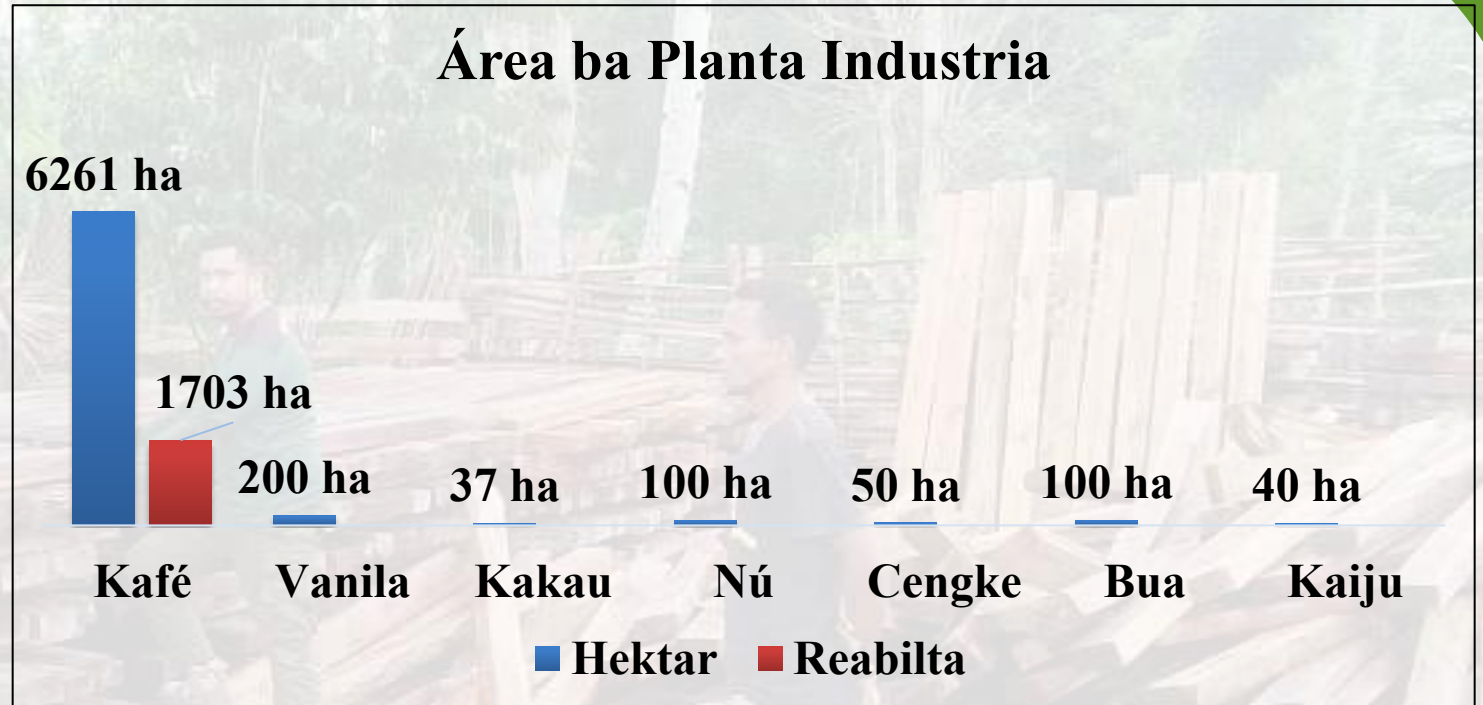 Área ba Planta Industria
6261 ha
1703 ha
200 ha
37 ha
100 ha
50 ha
100 ha
40 ha
Kafé Vanila Kakau Nú Cengke Bua Kaiju
Hektar Reabilta